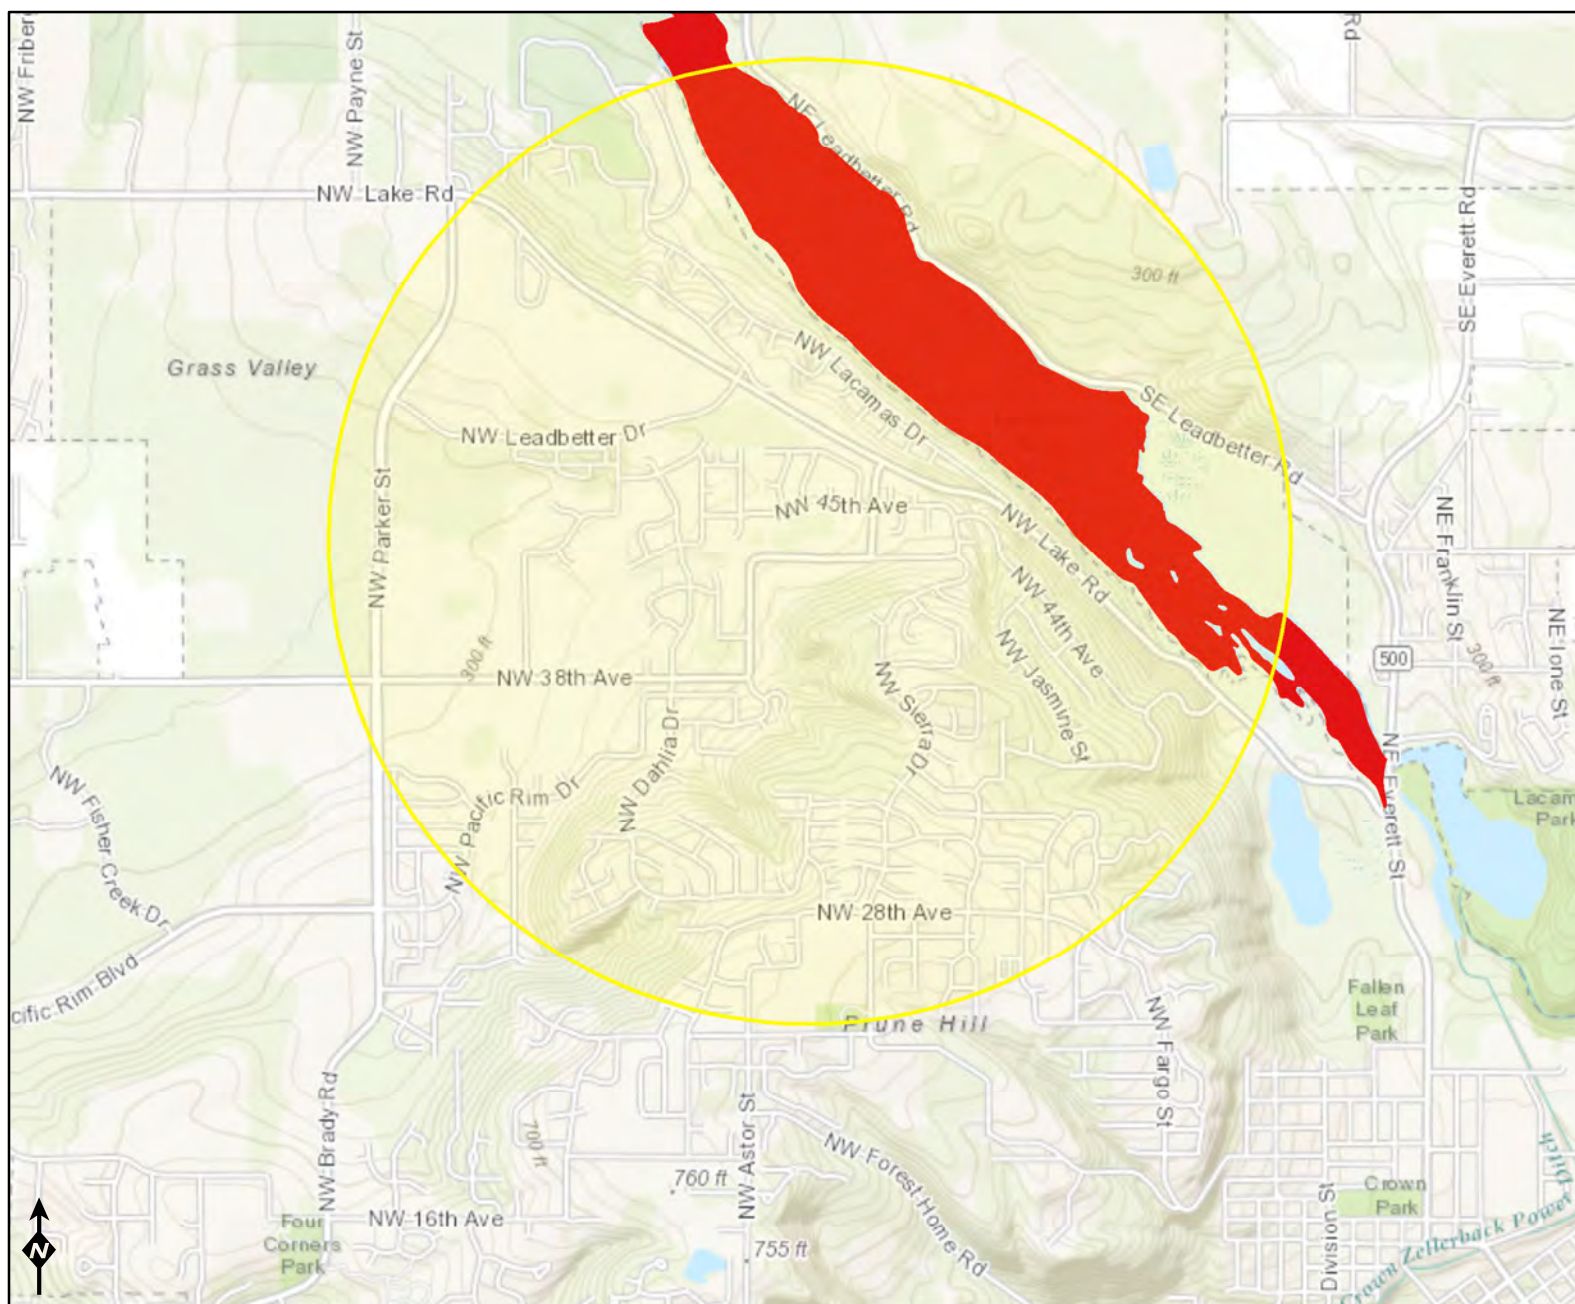 NW Friberg
NW Payne St
Rd
NE Leadbetter Rd
NW Lake Rd
SE Everett Rd
300 ft
Grass Valley
NW Lacamas Dr
SE Leadbetter Rd
NW Leadbetter Dr
NW Parker St
NW 45th Ave
NW Lake Rd
NE Franklin St
NW 44th Ave
NE Ione St
NW Jasmine St
500
300 ft
300 ft
NW 38th Ave
NW Sierra Dr
NW Dahlia Dr
NE Everett St
NW Fisher Creek Dr
NW Pacific Rim Dr
Lacam
Park
NW 28th Ave
cific Rim Blvd
Fallen
Leaf
Park
Prune Hill
NW Fargo St
NW Brady Rd
700 ft
NW Astor St
NW Forest Home Rd
760 ft
Crown
Park
Division St
Ditch
Crown Zellerback Power
NW 16th Ave
Four
Corners
Park
755 ft
N